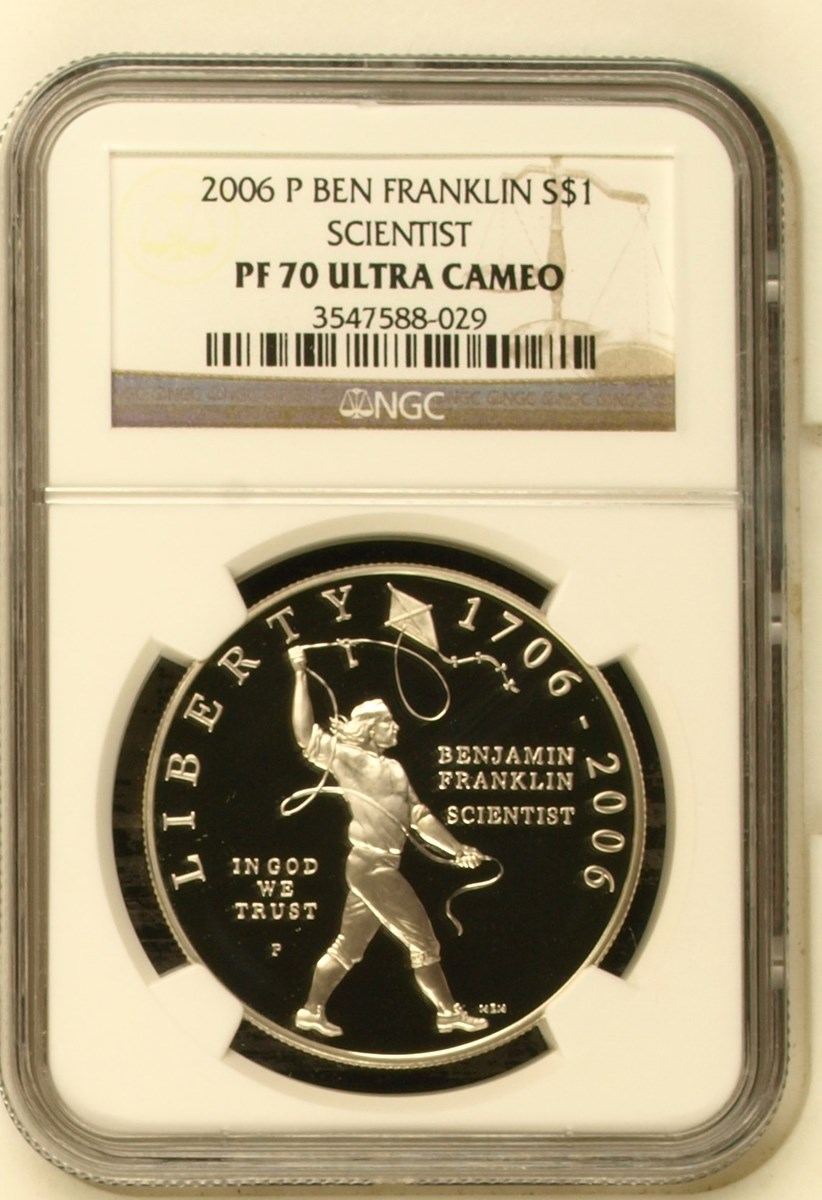 2006 P BEN FRANKLIN S$1
SCIENTIST
PF 70 ULTRA CAMEO
3547588-029
NGC
LIBERTY 1706-2006
BENJAMIN
FRANKLIN
SCIENTIST
IN GOD
WE
TRUST
P
MEM